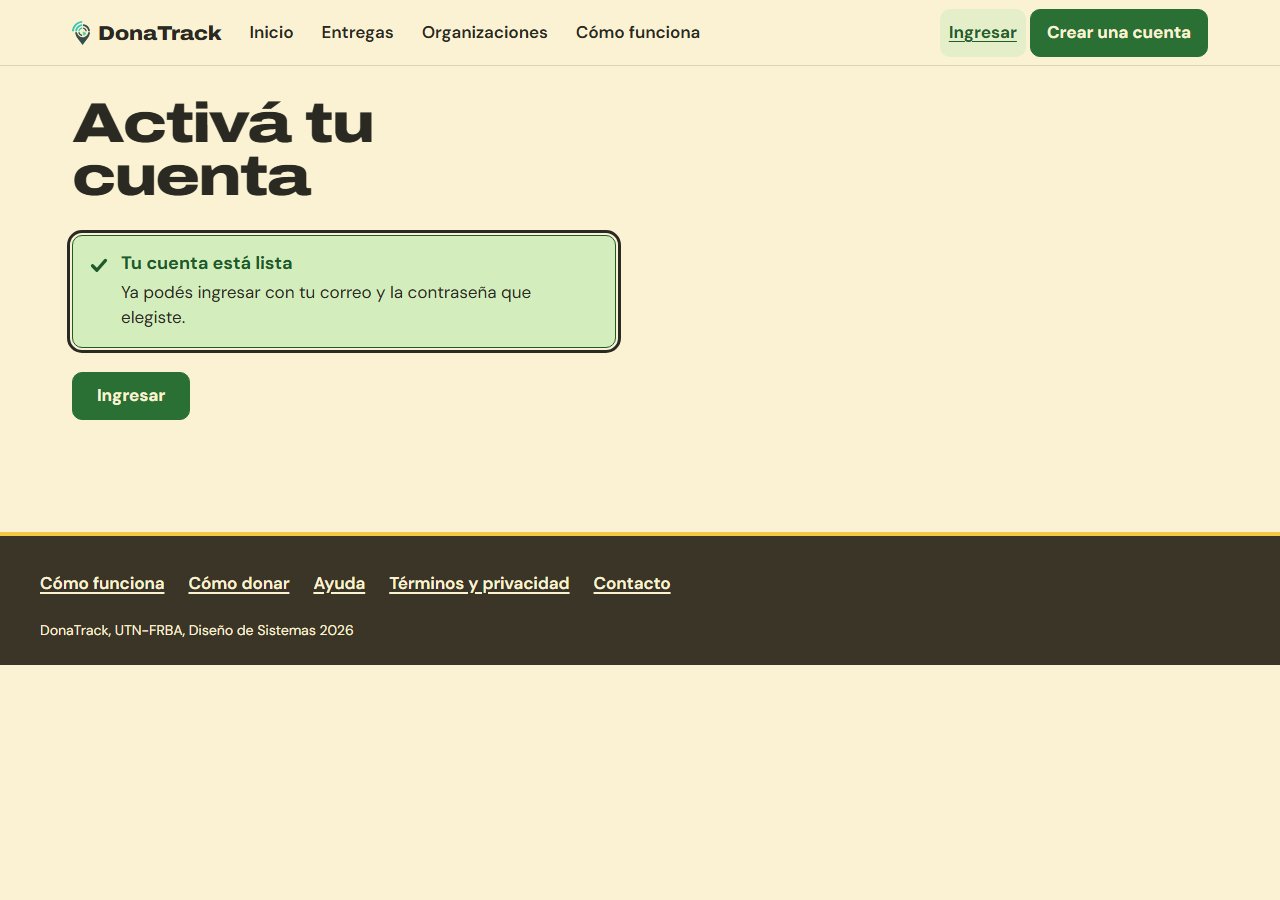 DonaTrack Inicio Entregas Organizaciones Cómo funciona Ingresar Crear una cuenta
Activá tu
cuenta
Tu cuenta está lista
Ya podés ingresar con tu correo y la contraseña que
elegiste.
Ingresar
Cómo funciona Cómo donar Ayuda Términos y privacidad Contacto
DonaTrack, UTN-FRBA, Diseño de Sistemas 2026